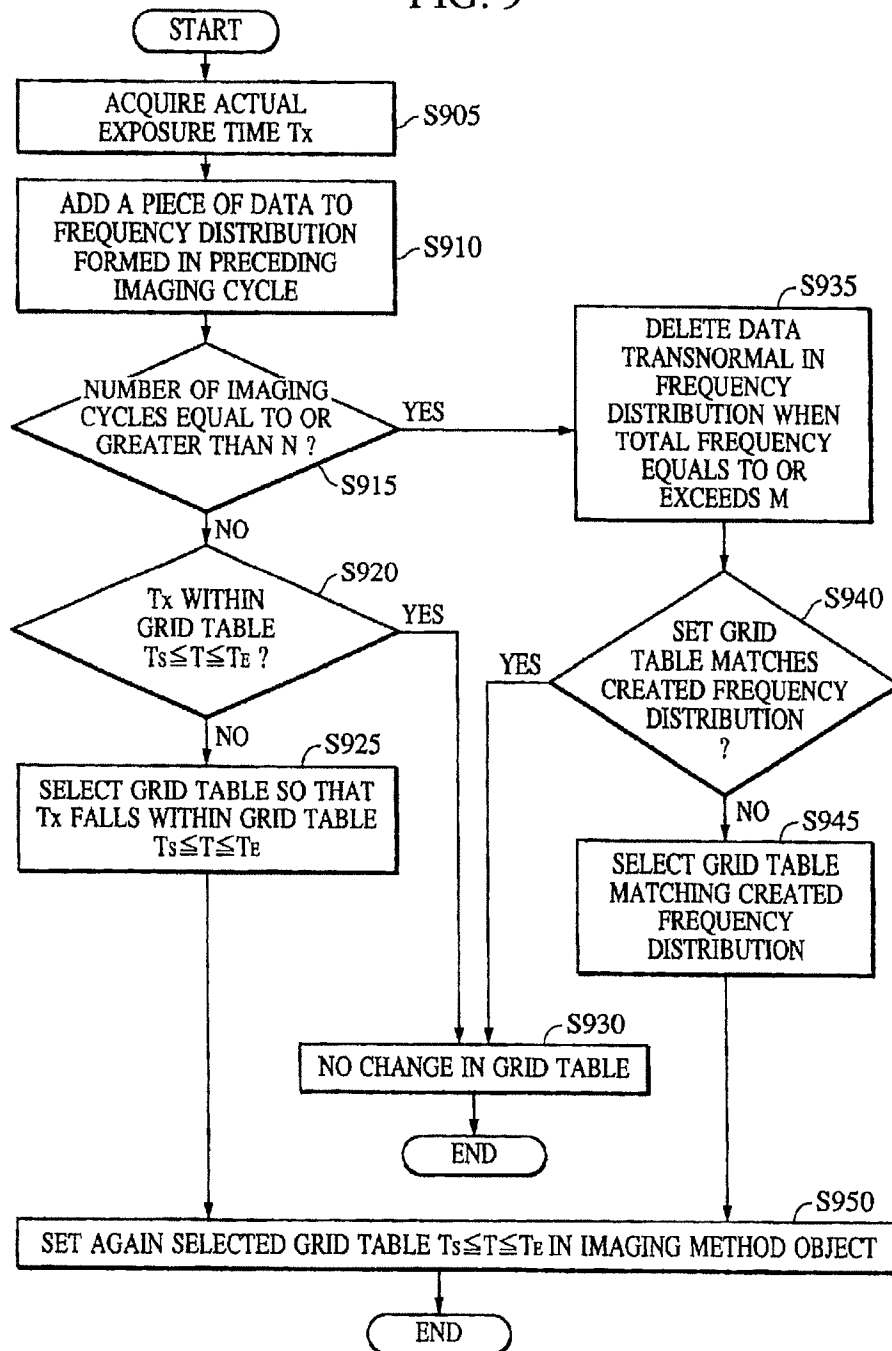 FIG. 9
START
ACQUIRE ACTUAL
EXPOSURE TIME Tx
S905
ADD A PIECE OF DATA TO
FREQUENCY DISTRIBUTION
FORMED IN PRECEDING
IMAGING CYCLE
S910
NUMBER OF IMAGING
CYCLES EQUAL TO OR
GREATER THAN N ?
YES
S915
NO
S935
DELETE DATA
TRANSNORMAL IN
FREQUENCY
DISTRIBUTION WHEN
TOTAL FREQUENCY
EQUALS TO OR
EXCEEDS M
S920
Tx WITHIN
GRID TABLE
Ts≦T≦TE ?
YES
NO
S940
SET GRID
TABLE MATCHES
CREATED FREQUENCY
DISTRIBUTION
?
YES
NO
S925
SELECT GRID TABLE SO THAT
Tx FALLS WITHIN GRID TABLE
Ts≦T≦TE
S945
SELECT GRID TABLE
MATCHING CREATED
FREQUENCY
DISTRIBUTION
S930
NO CHANGE IN GRID TABLE
END
S950
SET AGAIN SELECTED GRID TABLE Ts≦T≦TE IN IMAGING METHOD OBJECT
END